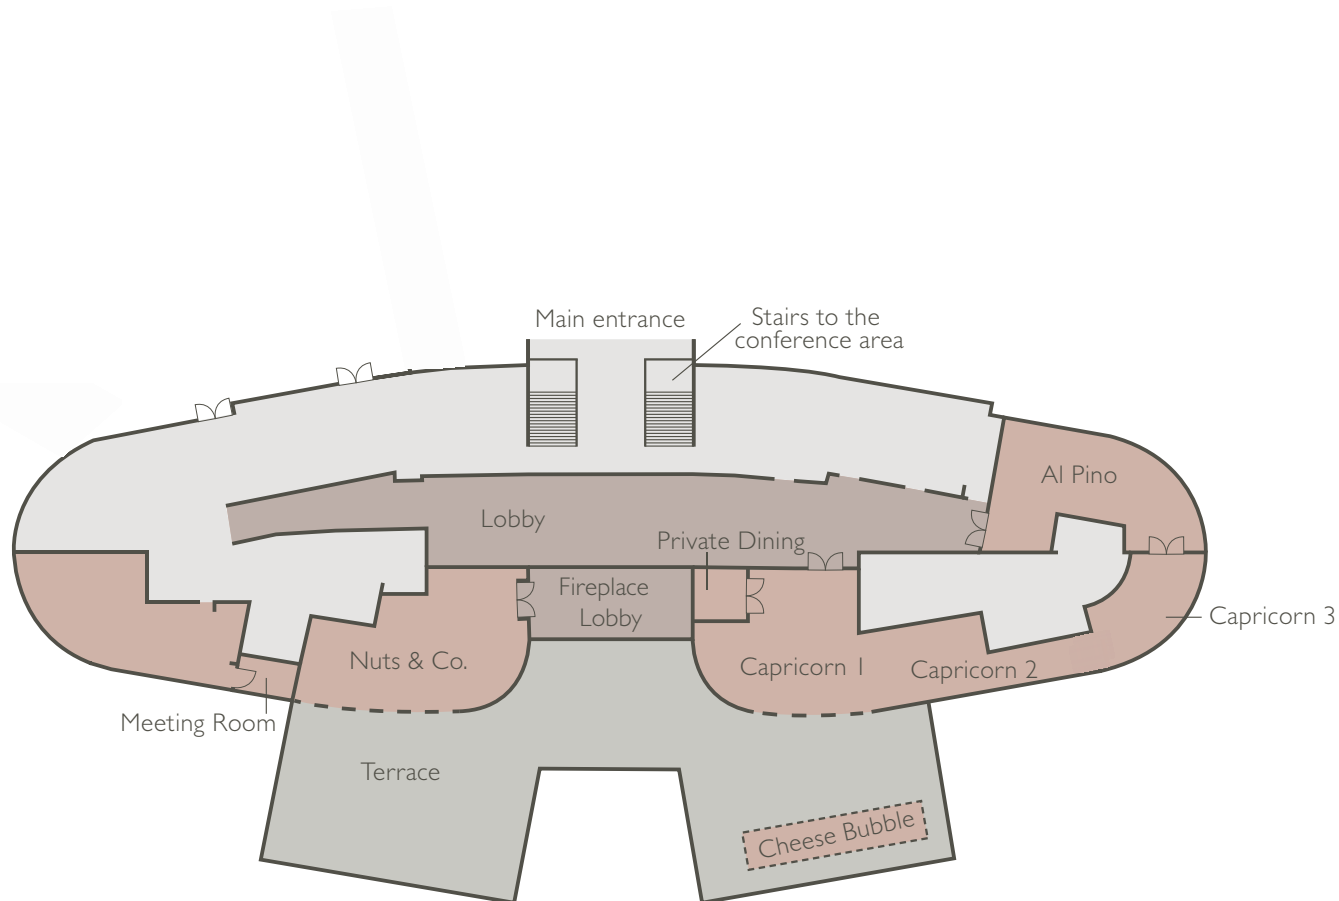 Main entrance
Stairs to the
conference area
Al Pino
Lobby
Private Dining
Fireplace
Lobby
Capricorn 3
Nuts & Co.
Capricorn 1
Capricorn 2
Meeting Room
Terrace
Cheese Bubble